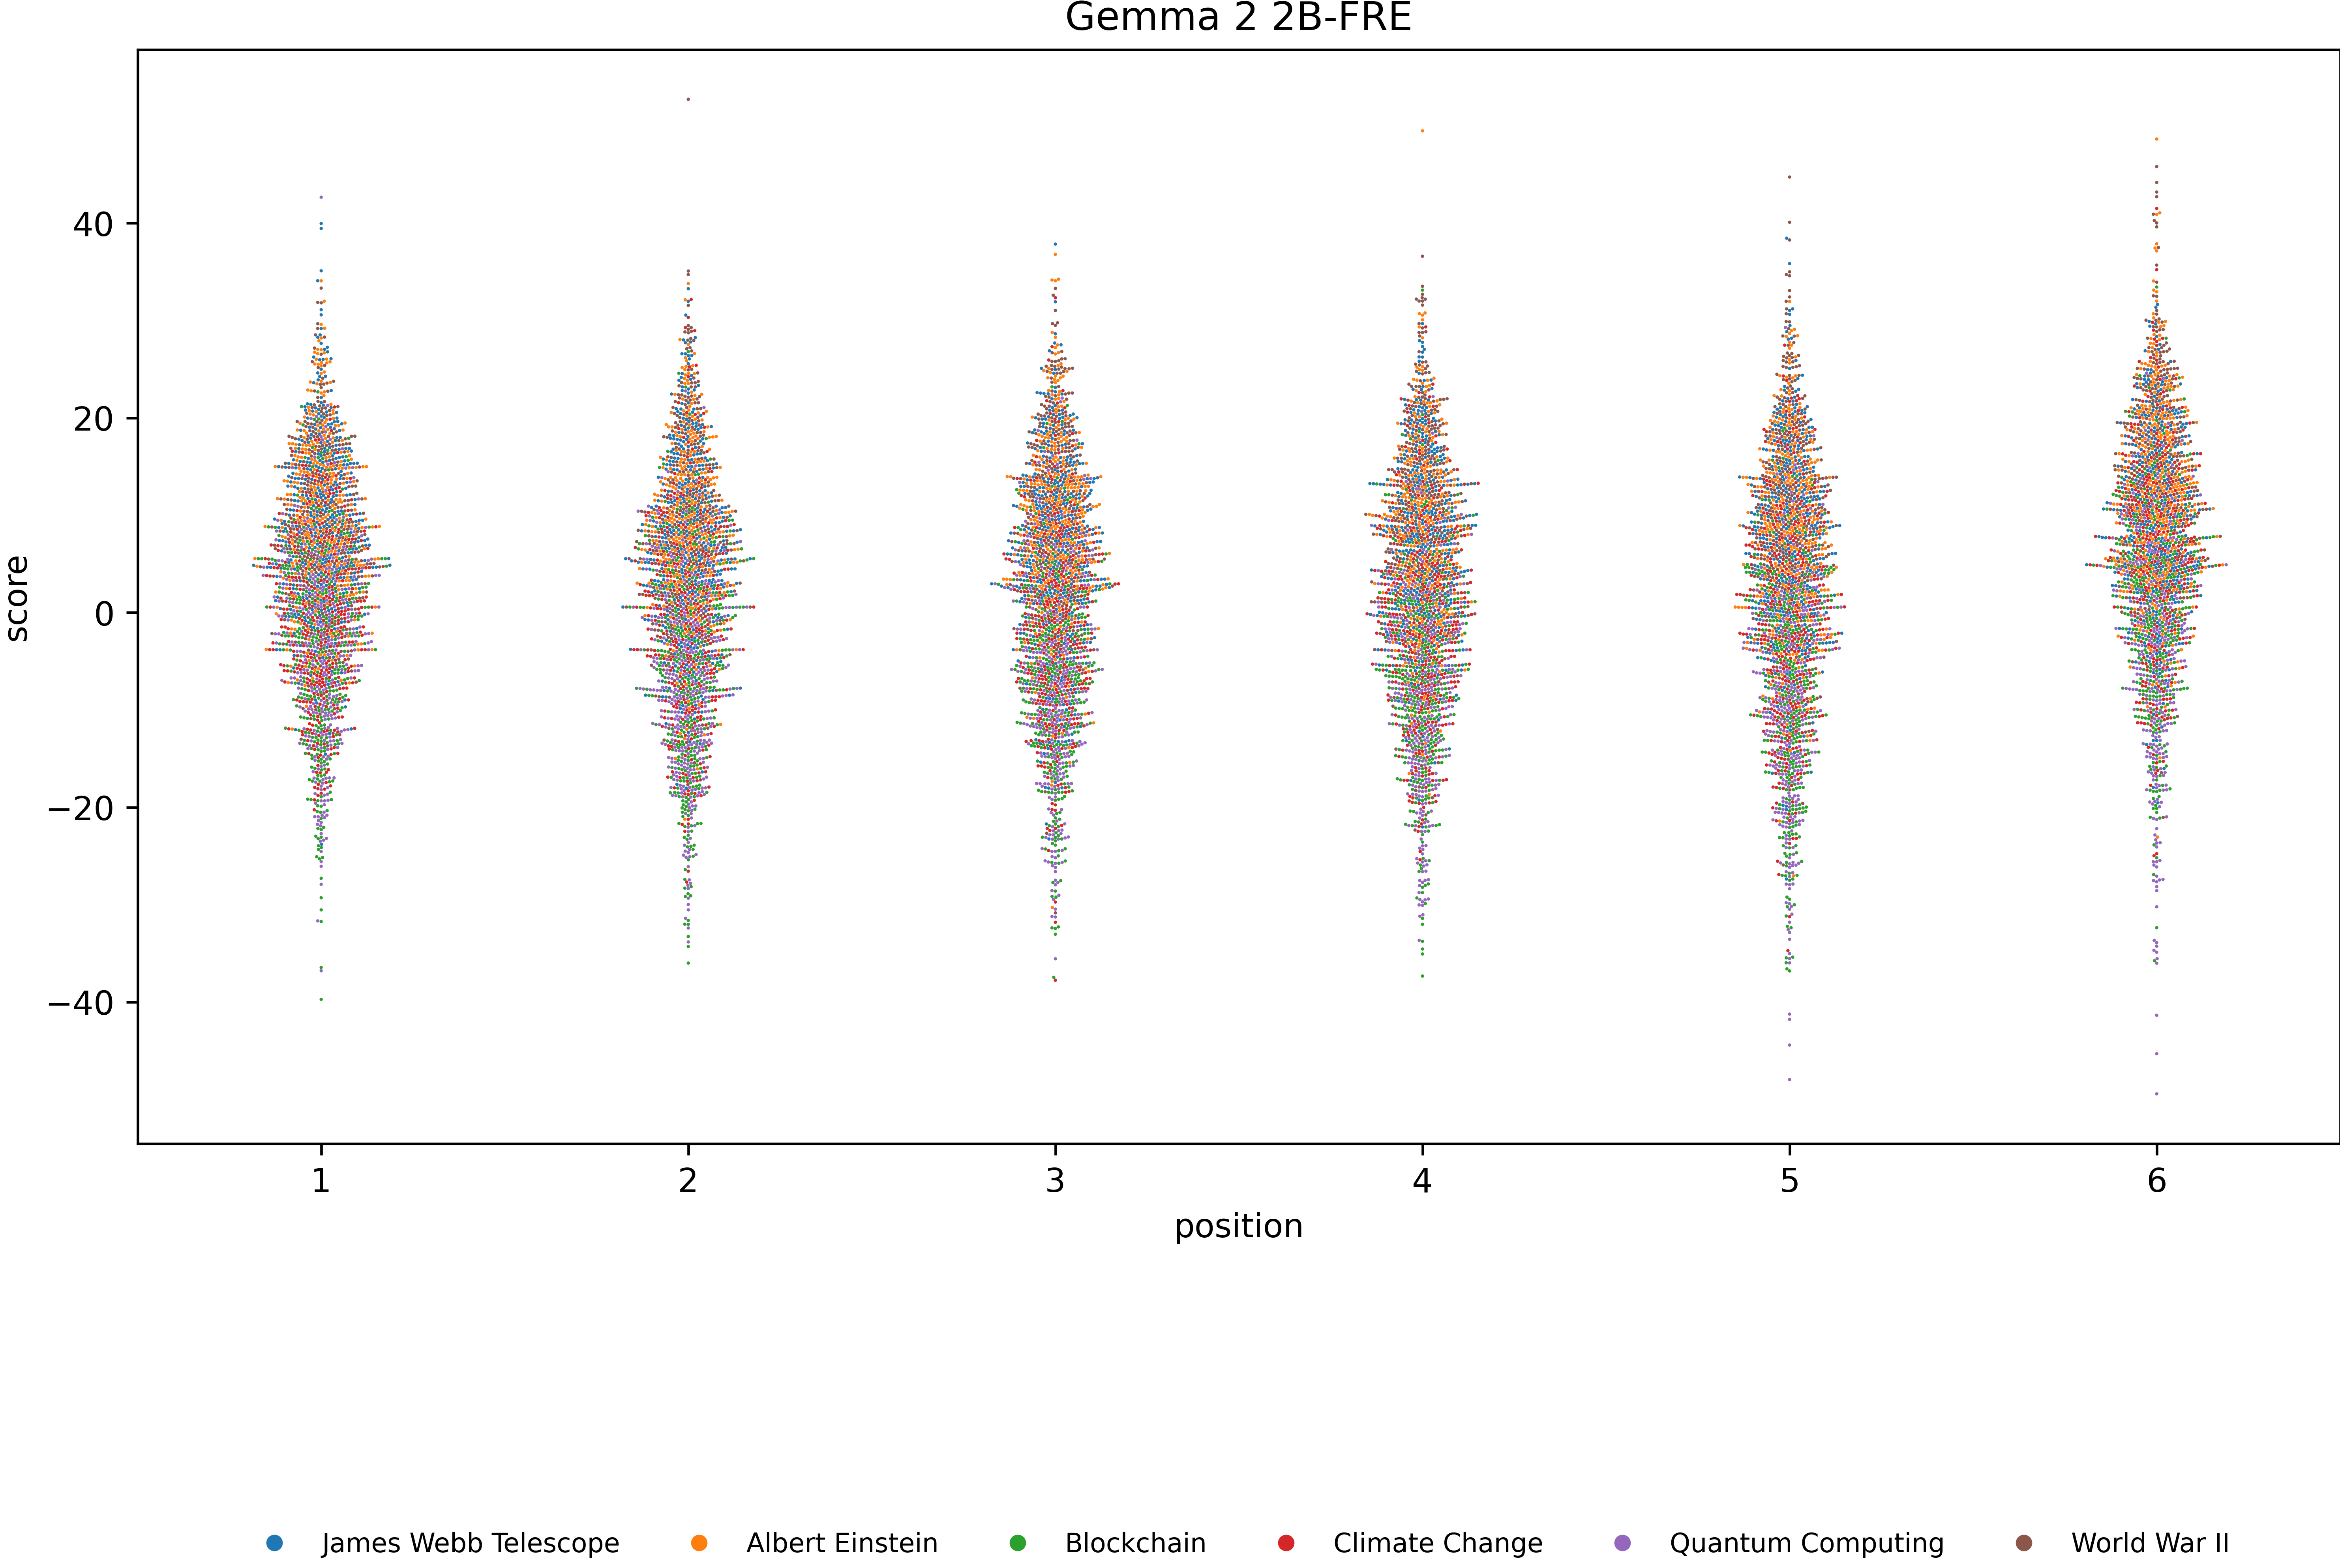 Gemma 2 2B-FRE
score
40
20
0
−20
−40
1 2 3 4 5 6
position
James Webb Telescope Albert Einstein Blockchain Climate Change Quantum Computing World War II